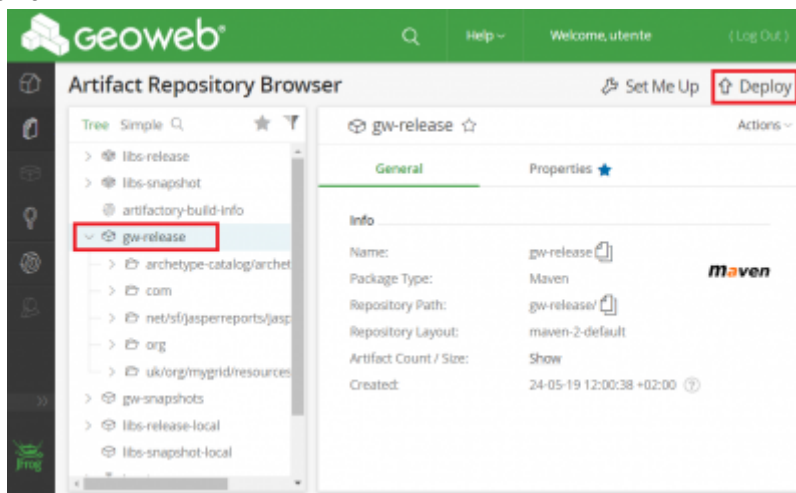 Geoweb®
Help
Welcome, utente
(Log Out)
Artifact Repository Browser
Set Me Up
Deploy
Tree Simple
gw-release
Actions
libs-release
libs-snapshot
General
Properties
artifactory-build-info
gw-release
Info
archetype-catalog/archet
Name:
gw-release
com
Package Type:
Maven
Maven
net/sf/jasperreports/jasp
Repository Path:
gw-release/
org
Repository Layout:
maven-2-default
uk/org/mygrid/resources
Artifact Count / Size:
Show
gw-snapshots
Created:
24-05-19 12:00:38 +02:00
libs-release-local
libs-snapshot-local
JFrog